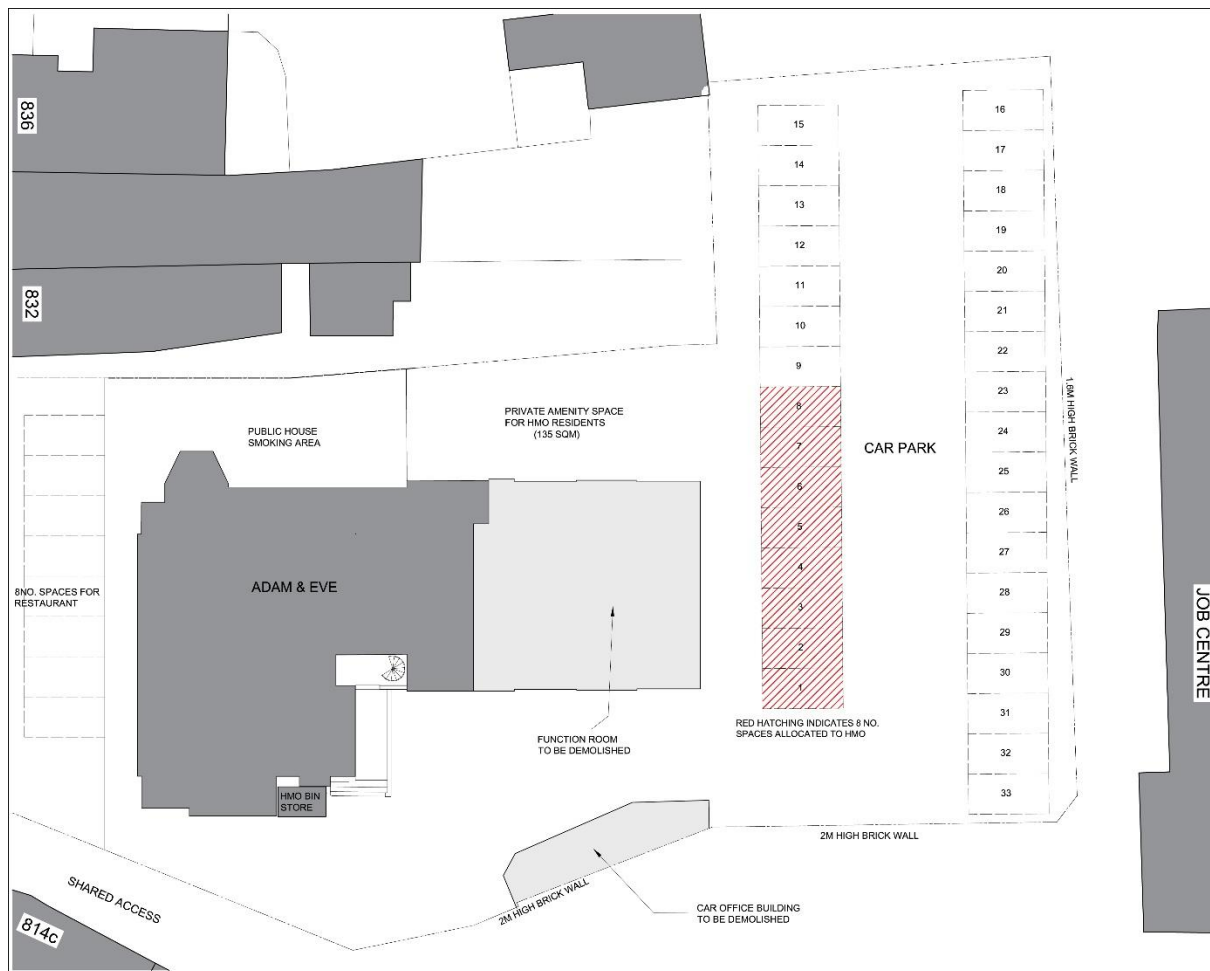 836
832
15
14
13
12
11
10
9
8
7
6
5
4
3
2
1
16
17
18
19
20
21
22
23
24
25
26
27
28
29
30
31
32
33
PUBLIC HOUSE
SMOKING AREA
PRIVATE AMENITY SPACE
FOR HMO RESIDENTS
(135 SQM)
CAR PARK
1.6M HIGH BRICK WALL
8NO. SPACES FOR
RESTAURANT
ADAM & EVE
JOB CENTRE
FUNCTION ROOM
TO BE DEMOLISHED
RED HATCHING INDICATES 8 NO.
SPACES ALLOCATED TO HMO
HMO BIN
STORE
2M HIGH BRICK WALL
2M HIGH BRICK WALL
CAR OFFICE BUILDING
TO BE DEMOLISHED
SHARED ACCESS
814c